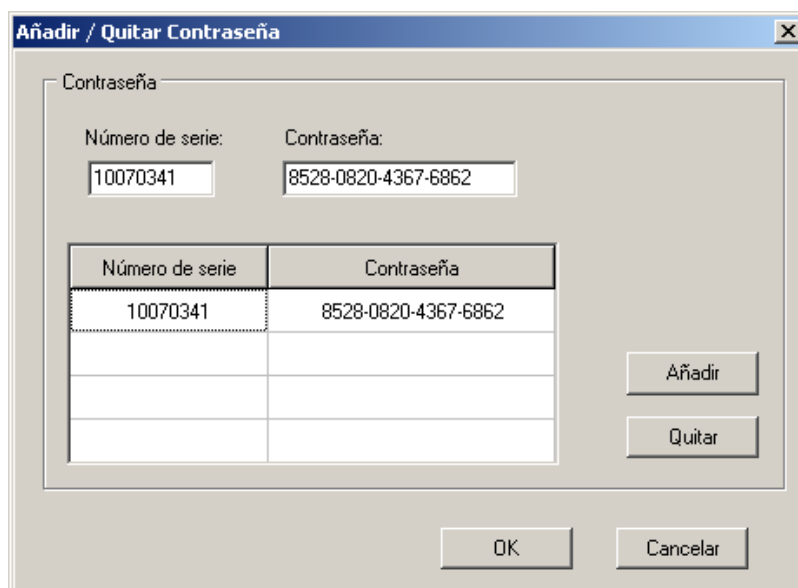 Añadir / Quitar Contraseña
Contraseña
Número de serie: Contraseña:
10070341 8528-0820-4367-6862
Número de serie Contraseña
10070341 8528-0820-4367-6862
Añadir
Quitar
OK Cancelar